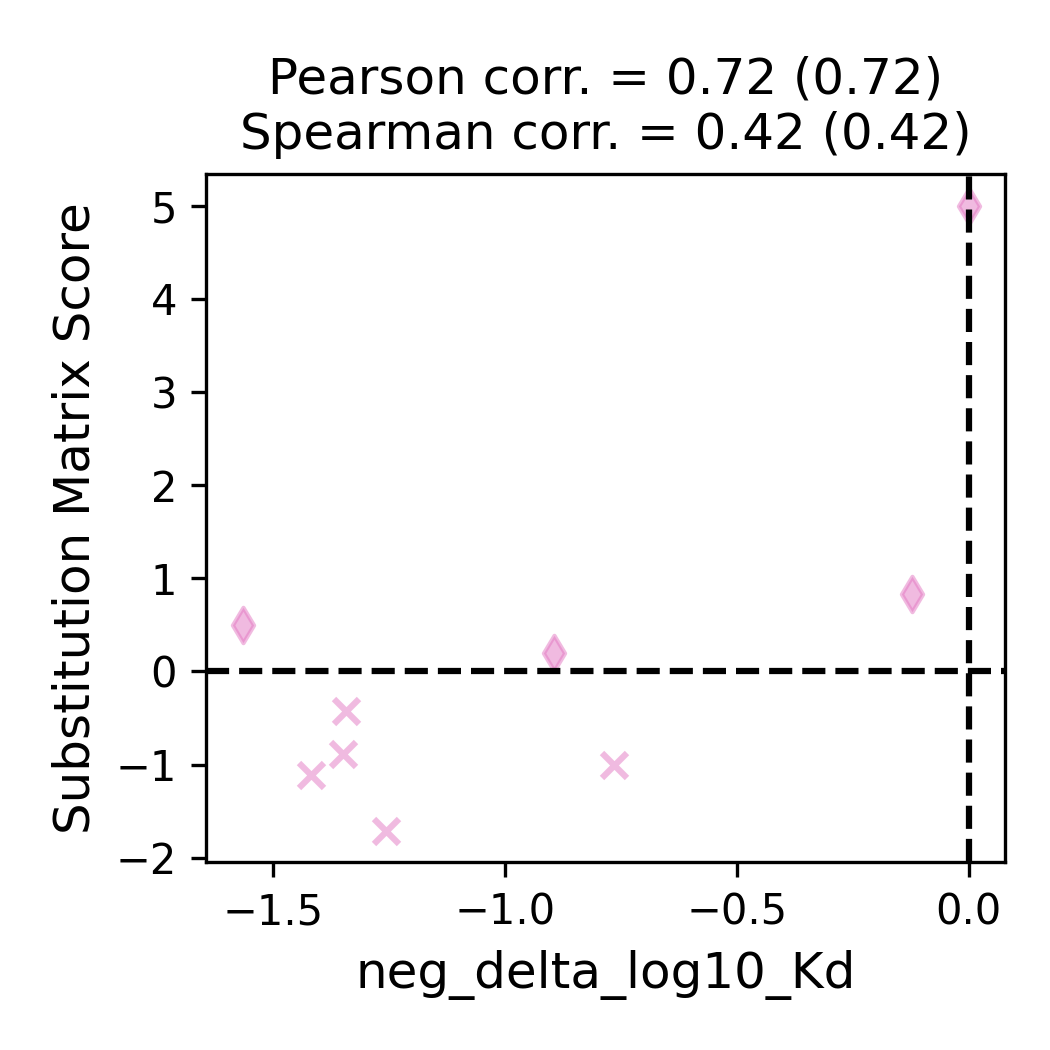 Pearson corr. = 0.72 (0.72)
Spearman corr. = 0.42 (0.42)
Substitution Matrix Score
5
4
3
2
1
0
−1
−2
−1.5 −1.0 −0.5 0.0
neg_delta_log10_Kd